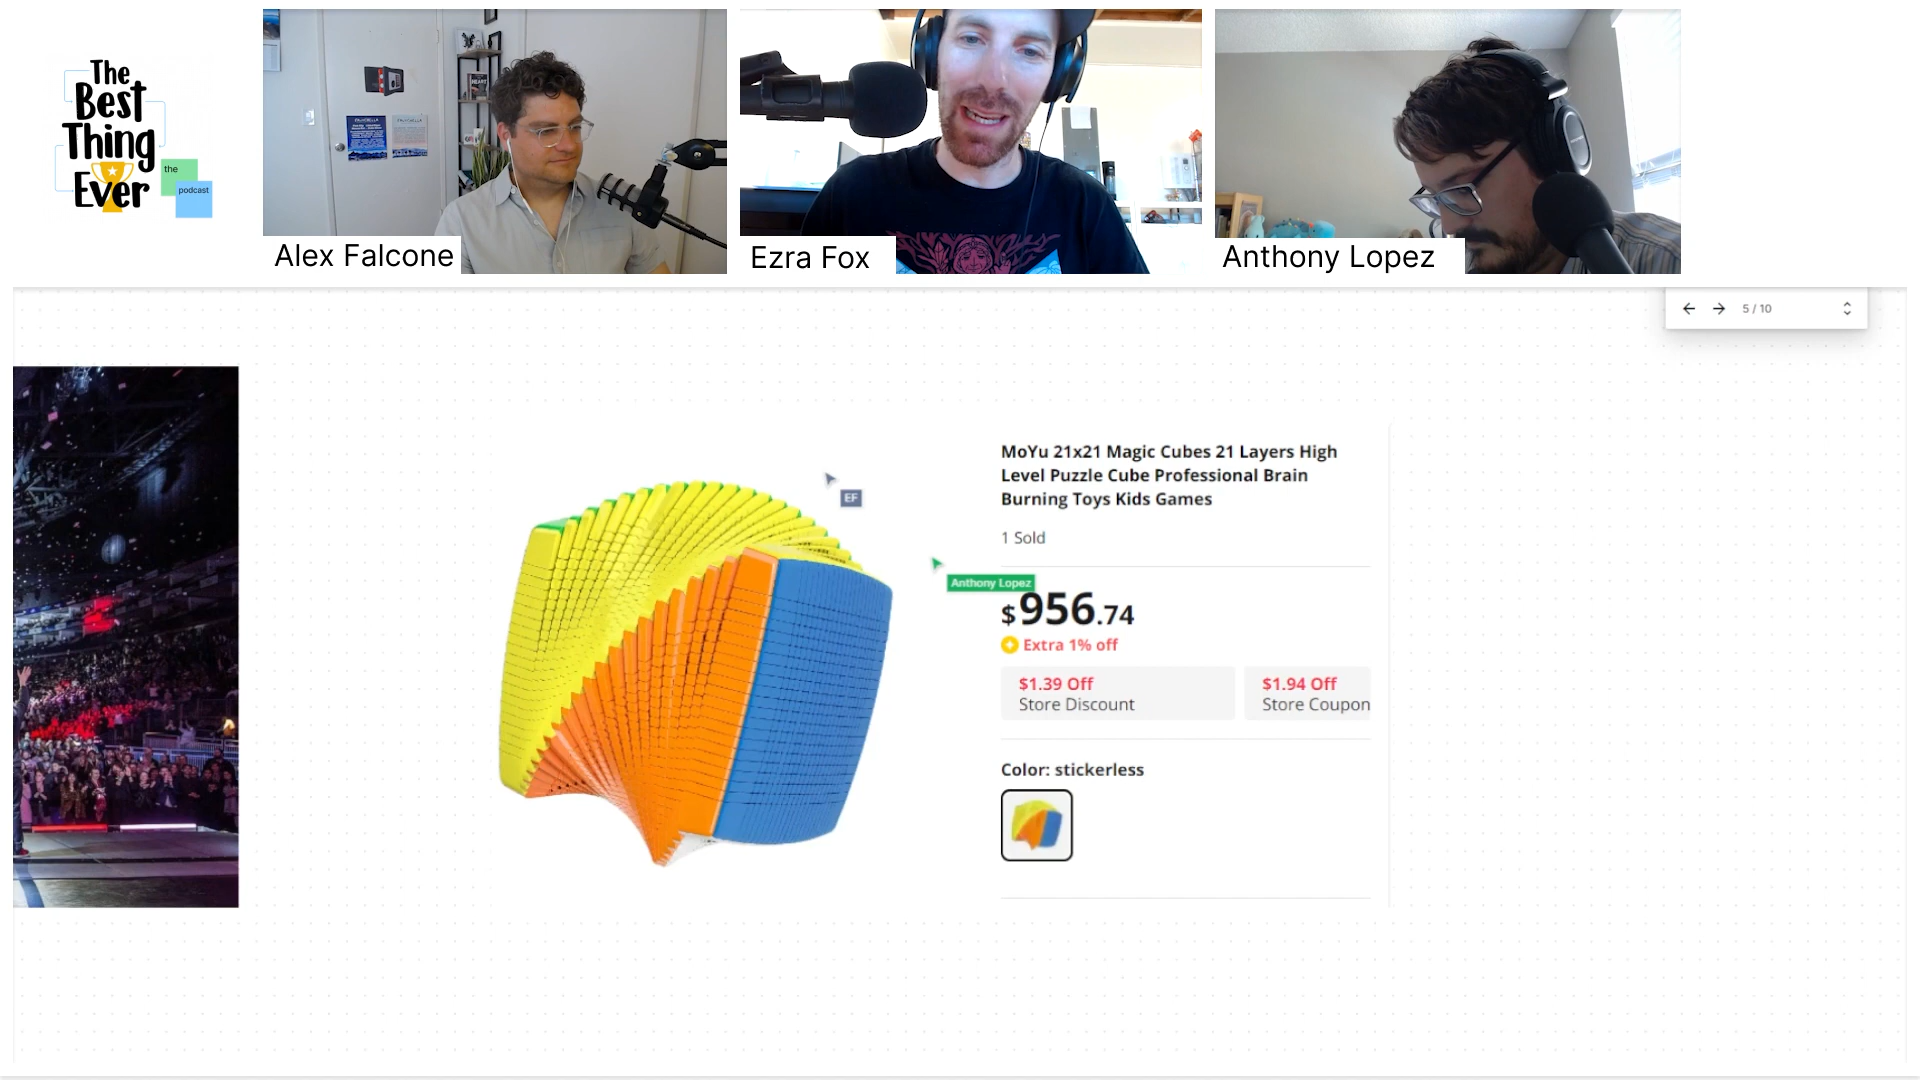 The
Best
Thing
Ever
the
podcast
Alex Falcone
Ezra Fox
Anthony Lopez
5 / 10
MoYu 21x21 Magic Cubes 21 Layers High
Level Puzzle Cube Professional Brain
Burning Toys Kids Games
1 Sold
EF
Anthony Lopez
$956.74
Extra 1% off
$1.39 Off
Store Discount
$1.94 Off
Store Coupon
Color: stickerless